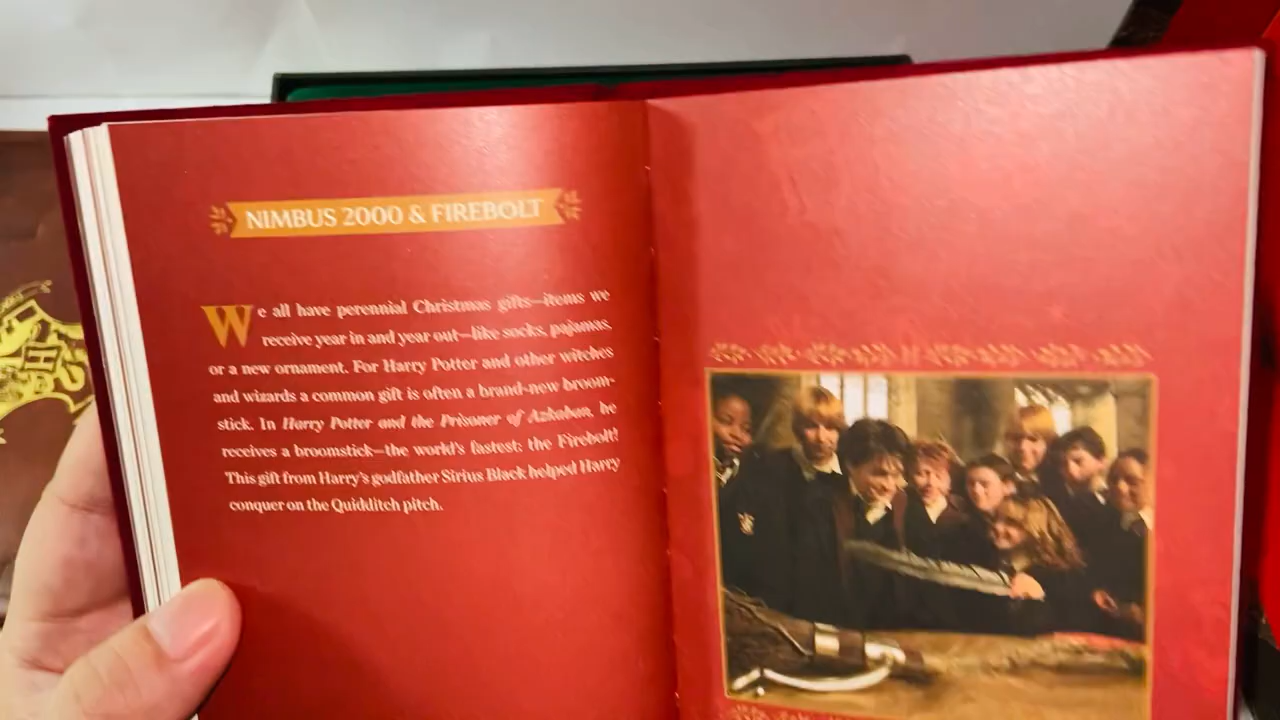 NIMBUS 2000 & FIREBOLT
We all have perennial Christmas gifts—items we
receive year in and year out—like socks, pajamas,
or a new ornament. For Harry Potter and other witches
and wizards a common gift is often a brand-new broom-
stick. In Harry Potter and the Prisoner of Azkaban, he
receives a broomstick—the world's fastest: the Firebolt!
This gift from Harry's godfather Sirius Black helped Harry
conquer on the Quidditch pitch.
H